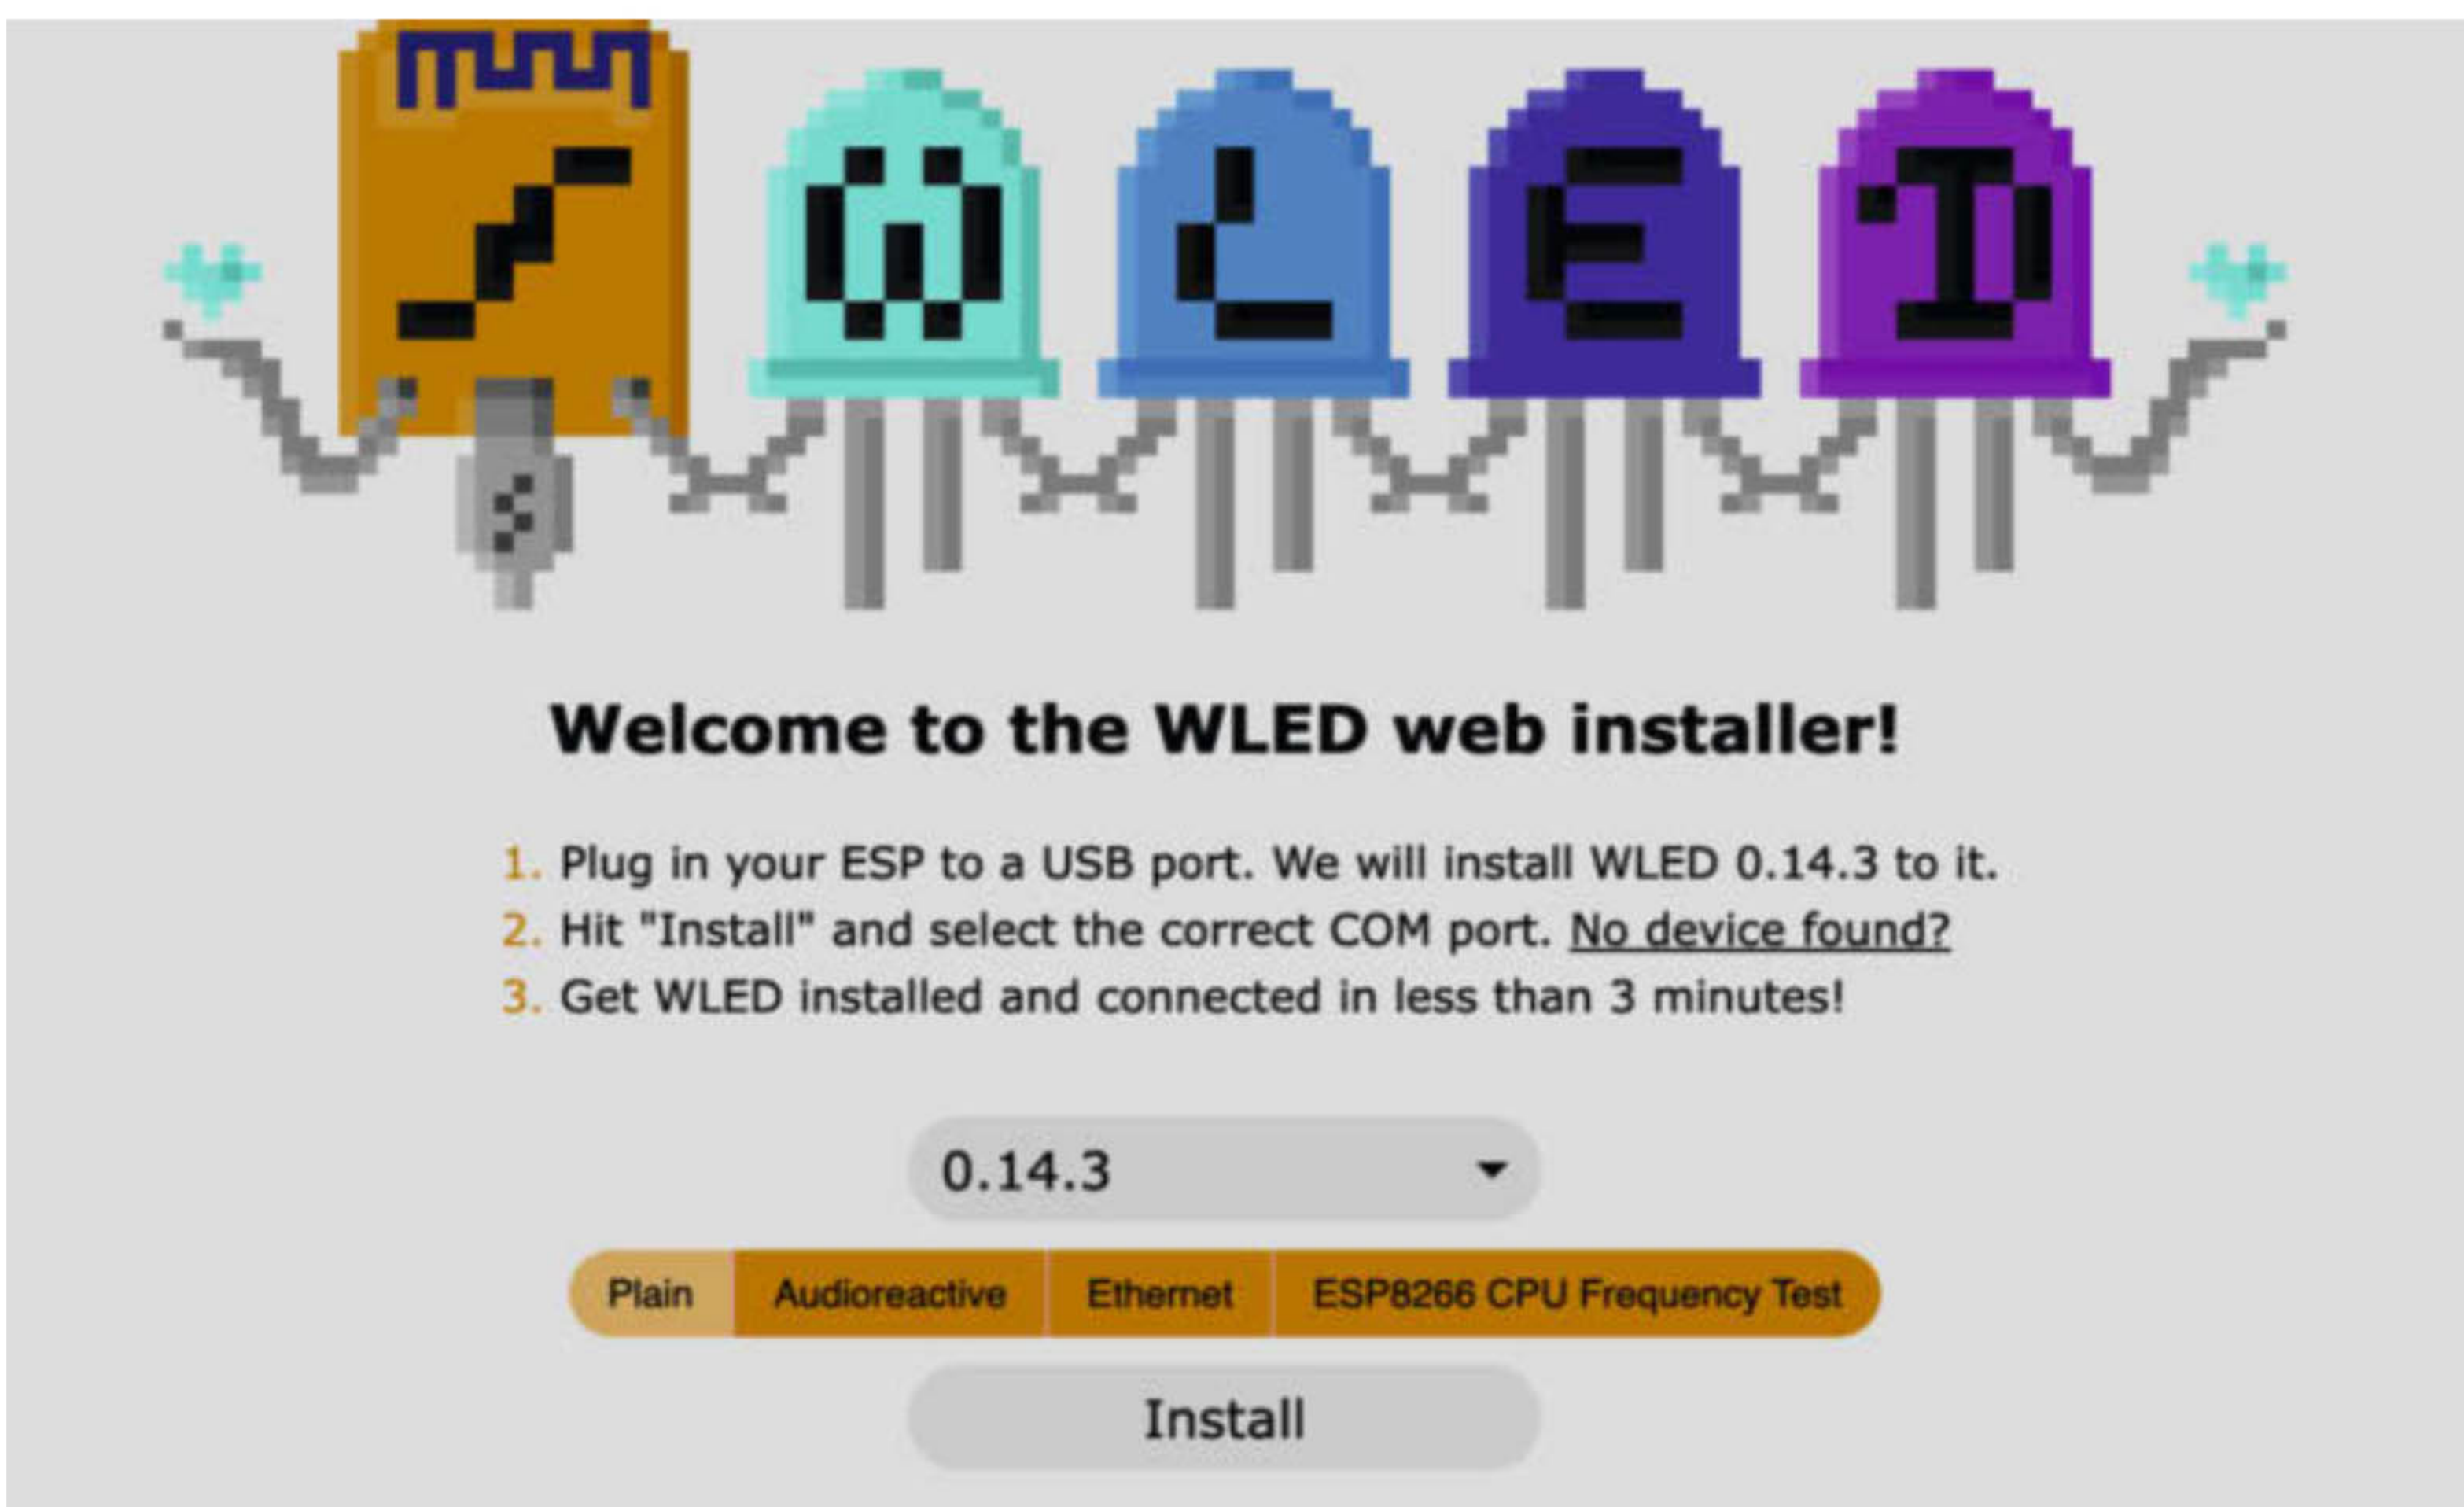 WLED
Welcome to the WLED web installer!
1. Plug in your ESP to a USB port. We will install WLED 0.14.3 to it.
2. Hit "Install" and select the correct COM port. No device found?
3. Get WLED installed and connected in less than 3 minutes!
0.14.3
Plain Audioreactive Ethernet ESP8266 CPU Frequency Test
Install